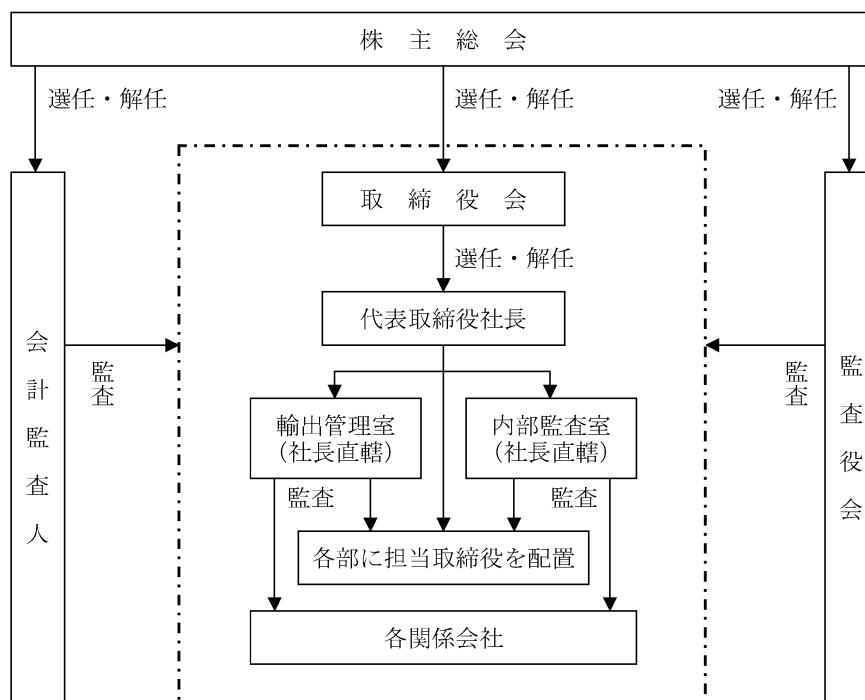 株主総会
選任・解任
選任・解任
選任・解任
取締役会
選任・解任
代表取締役社長
会計監査人
監査
監査
監査役会
輸出管理室
（社長直轄）
内部監査室
（社長直轄）
監査
監査
各部に担当取締役を配置
各関係会社